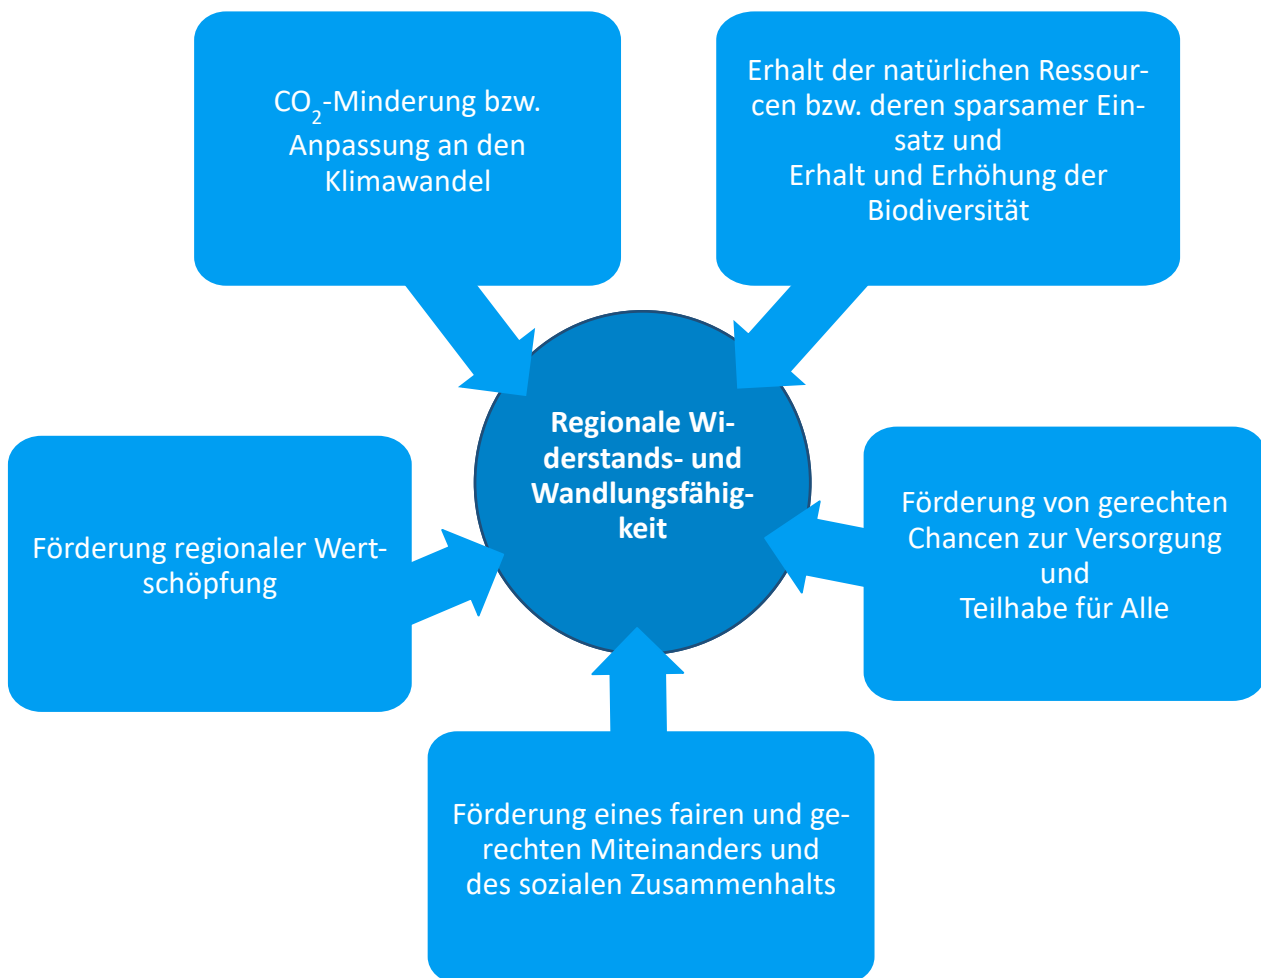 CO₂-Minderung bzw.
Anpassung an den
Klimawandel
Erhalt der natürlichen Ressour-
cen bzw. deren sparsamer Ein-
satz und
Erhalt und Erhöhung der
Biodiversität
Regionale Wi-
derstands- und
Wandlungsfähig-
keit
Förderung regionaler Wert-
schöpfung
Förderung von gerechten
Chancen zur Versorgung
und
Teilhabe für Alle
Förderung eines fairen und ge-
rechten Miteinanders und
des sozialen Zusammenhalts